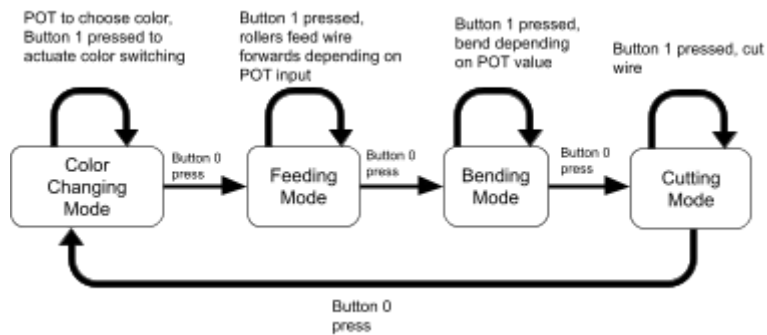 POT to choose color,
Button 1 pressed to
actuate color switching
Button 1 pressed,
rollers feed wire
forwards depending on
POT input
Button 1 pressed,
bend depending
on POT value
Button 1 pressed, cut
wire
Color
Changing
Mode
Button 0
press
Feeding
Mode
Button 0
press
Bending
Mode
Button 0
press
Cutting
Mode
Button 0
press